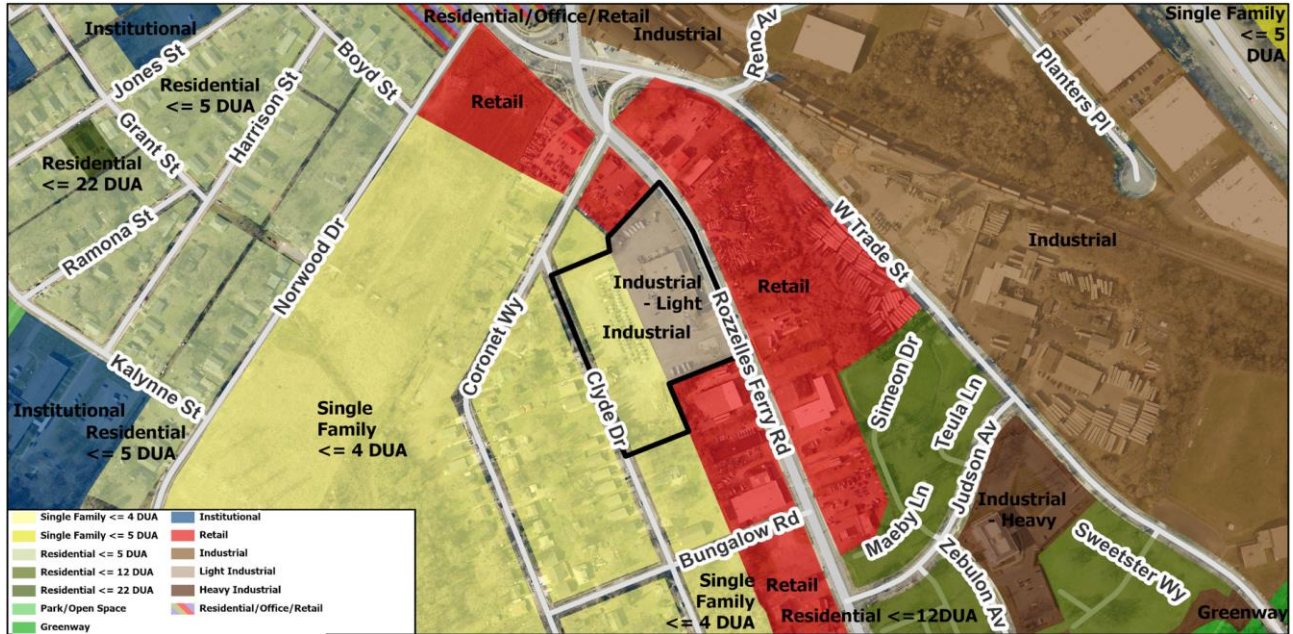 Residential/Office/Retail
Institutional
Industrial
Single Family
<= 5
DUA
Jones St
Boyd St
Reno Av
Planters Pl
Residential
<= 5 DUA
Retail
Grant St
Harrison St
Residential
<= 22 DUA
Ramona St
Norwood Dr
W Trade St
Industrial
Industrial
- Light
Retail
Industrial
Rozzelles Ferry Rd
Coronet Wy
Clyde Dr
Kalynne St
Simeon Dr
Teula Ln
Judson Av
Institutional
Residential
<= 5 DUA
Single
Family
<= 4 DUA
Industrial
- Heavy
Maeby Ln
Zebulon Av
Sweetster Wy
Bungalow Rd
Single
Family
<= 4 DUA
Retail
Residential <=12DUA
Greenway
Single Family <= 4 DUA
Single Family <= 5 DUA
Residential <= 5 DUA
Residential <= 12 DUA
Residential <= 22 DUA
Park/Open Space
Greenway
Institutional
Retail
Industrial
Light Industrial
Heavy Industrial
Residential/Office/Retail